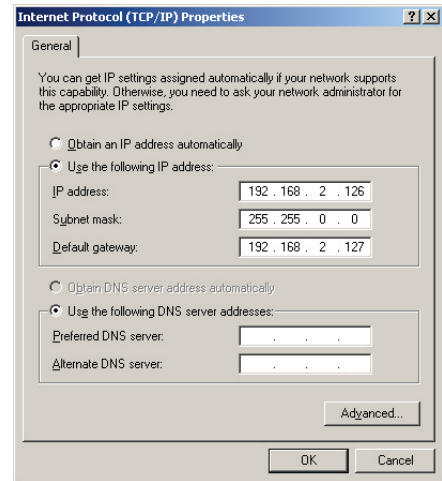 Internet Protocol (TCP/IP) Properties
General
You can get IP settings assigned automatically if your network supports
this capability. Otherwise, you need to ask your network administrator for
the appropriate IP settings.
Obtain an IP address automatically
Use the following IP address:
IP address: 192 . 168 . 2 . 126
Subnet mask: 255 . 255 . 0 . 0
Default gateway: 192 . 168 . 2 . 127
Obtain DNS server address automatically
Use the following DNS server addresses:
Preferred DNS server: . . .
Alternate DNS server: . . .
Advanced...
OK Cancel